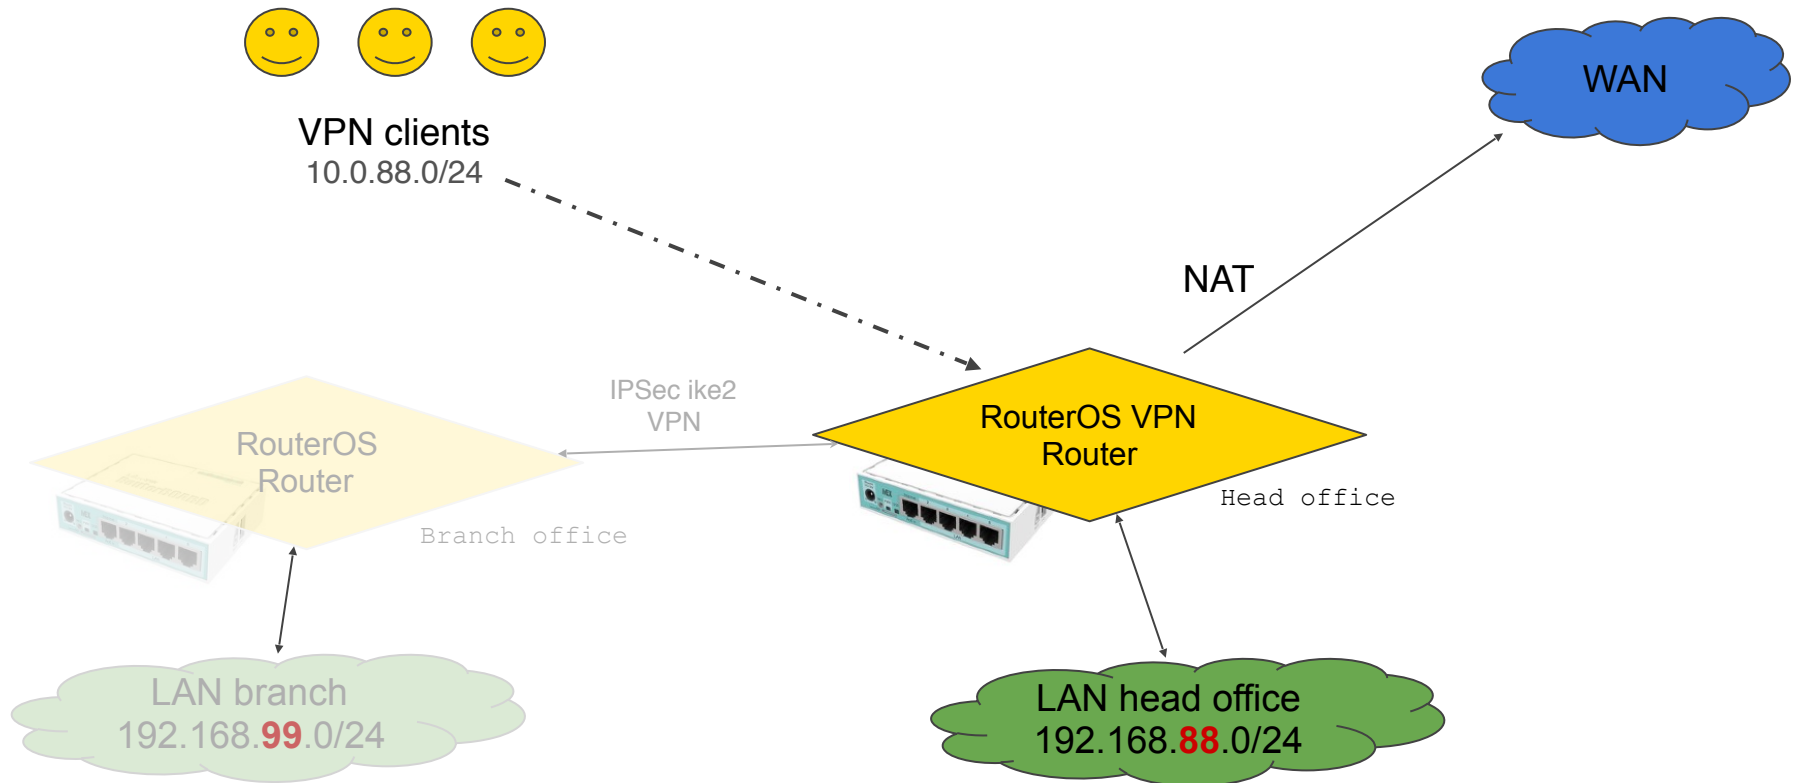 VPN clients
10.0.88.0/24
WAN
NAT
IPSec ike2
VPN
RouterOS VPN
Router
Head office
RouterOS
Router
Branch office
LAN branch
192.168.99.0/24
LAN head office
192.168.88.0/24